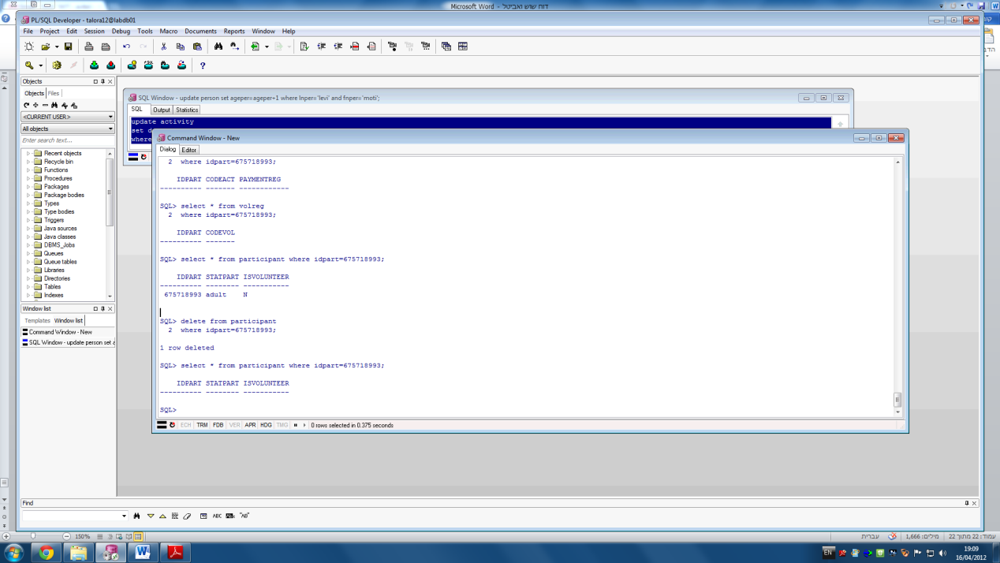 דוח שוש ואביטל - Microsoft Word
PL/SQL Developer - talora12@labdb01
File Project Edit Session Debug Tools Macro Documents Reports Window Help
Objects
Objects Files
<CURRENT USER>
All objects
Enter search text...
Recent objects
Recycle bin
Functions
Procedures
Packages
Package bodies
Types
Type bodies
Triggers
Java sources
Java classes
DBMS_Jobs
Queues
Queue tables
Libraries
Directories
Tables
Indexes
Window list
Templates Window list
Command Window - New
SQL Window - update person set a
SQL Window - update person set ageper=ageper+1 where lnper='levi' and fnper='moti';
SQL Output Statistics
update activity
set d
where
Command Window - New
Dialog Editor
2 where idpart=675718993;
IDPART CODEACT PAYMENTREG
---------- ------- ------------
SQL> select * from volreg
2 where idpart=675718993;
IDPART CODEVOL
---------- -------
SQL> select * from participant where idpart=675718993;
IDPART STATPART ISVOLUNTEER
---------- -------- -----------
675718993 adult N
SQL> delete from participant
2 where idpart=675718993;
1 row deleted
SQL> select * from participant where idpart=675718993;
IDPART STATPART ISVOLUNTEER
---------- -------- -----------
SQL>
ECH TRM FDB VER APR HDG TMG 0 rows selected in 0.375 seconds
Find
ABC "AB"
150%
עמוד: 22 מתוך 22 מילים: 1,666 עברית
EN
19:09
16/04/2012